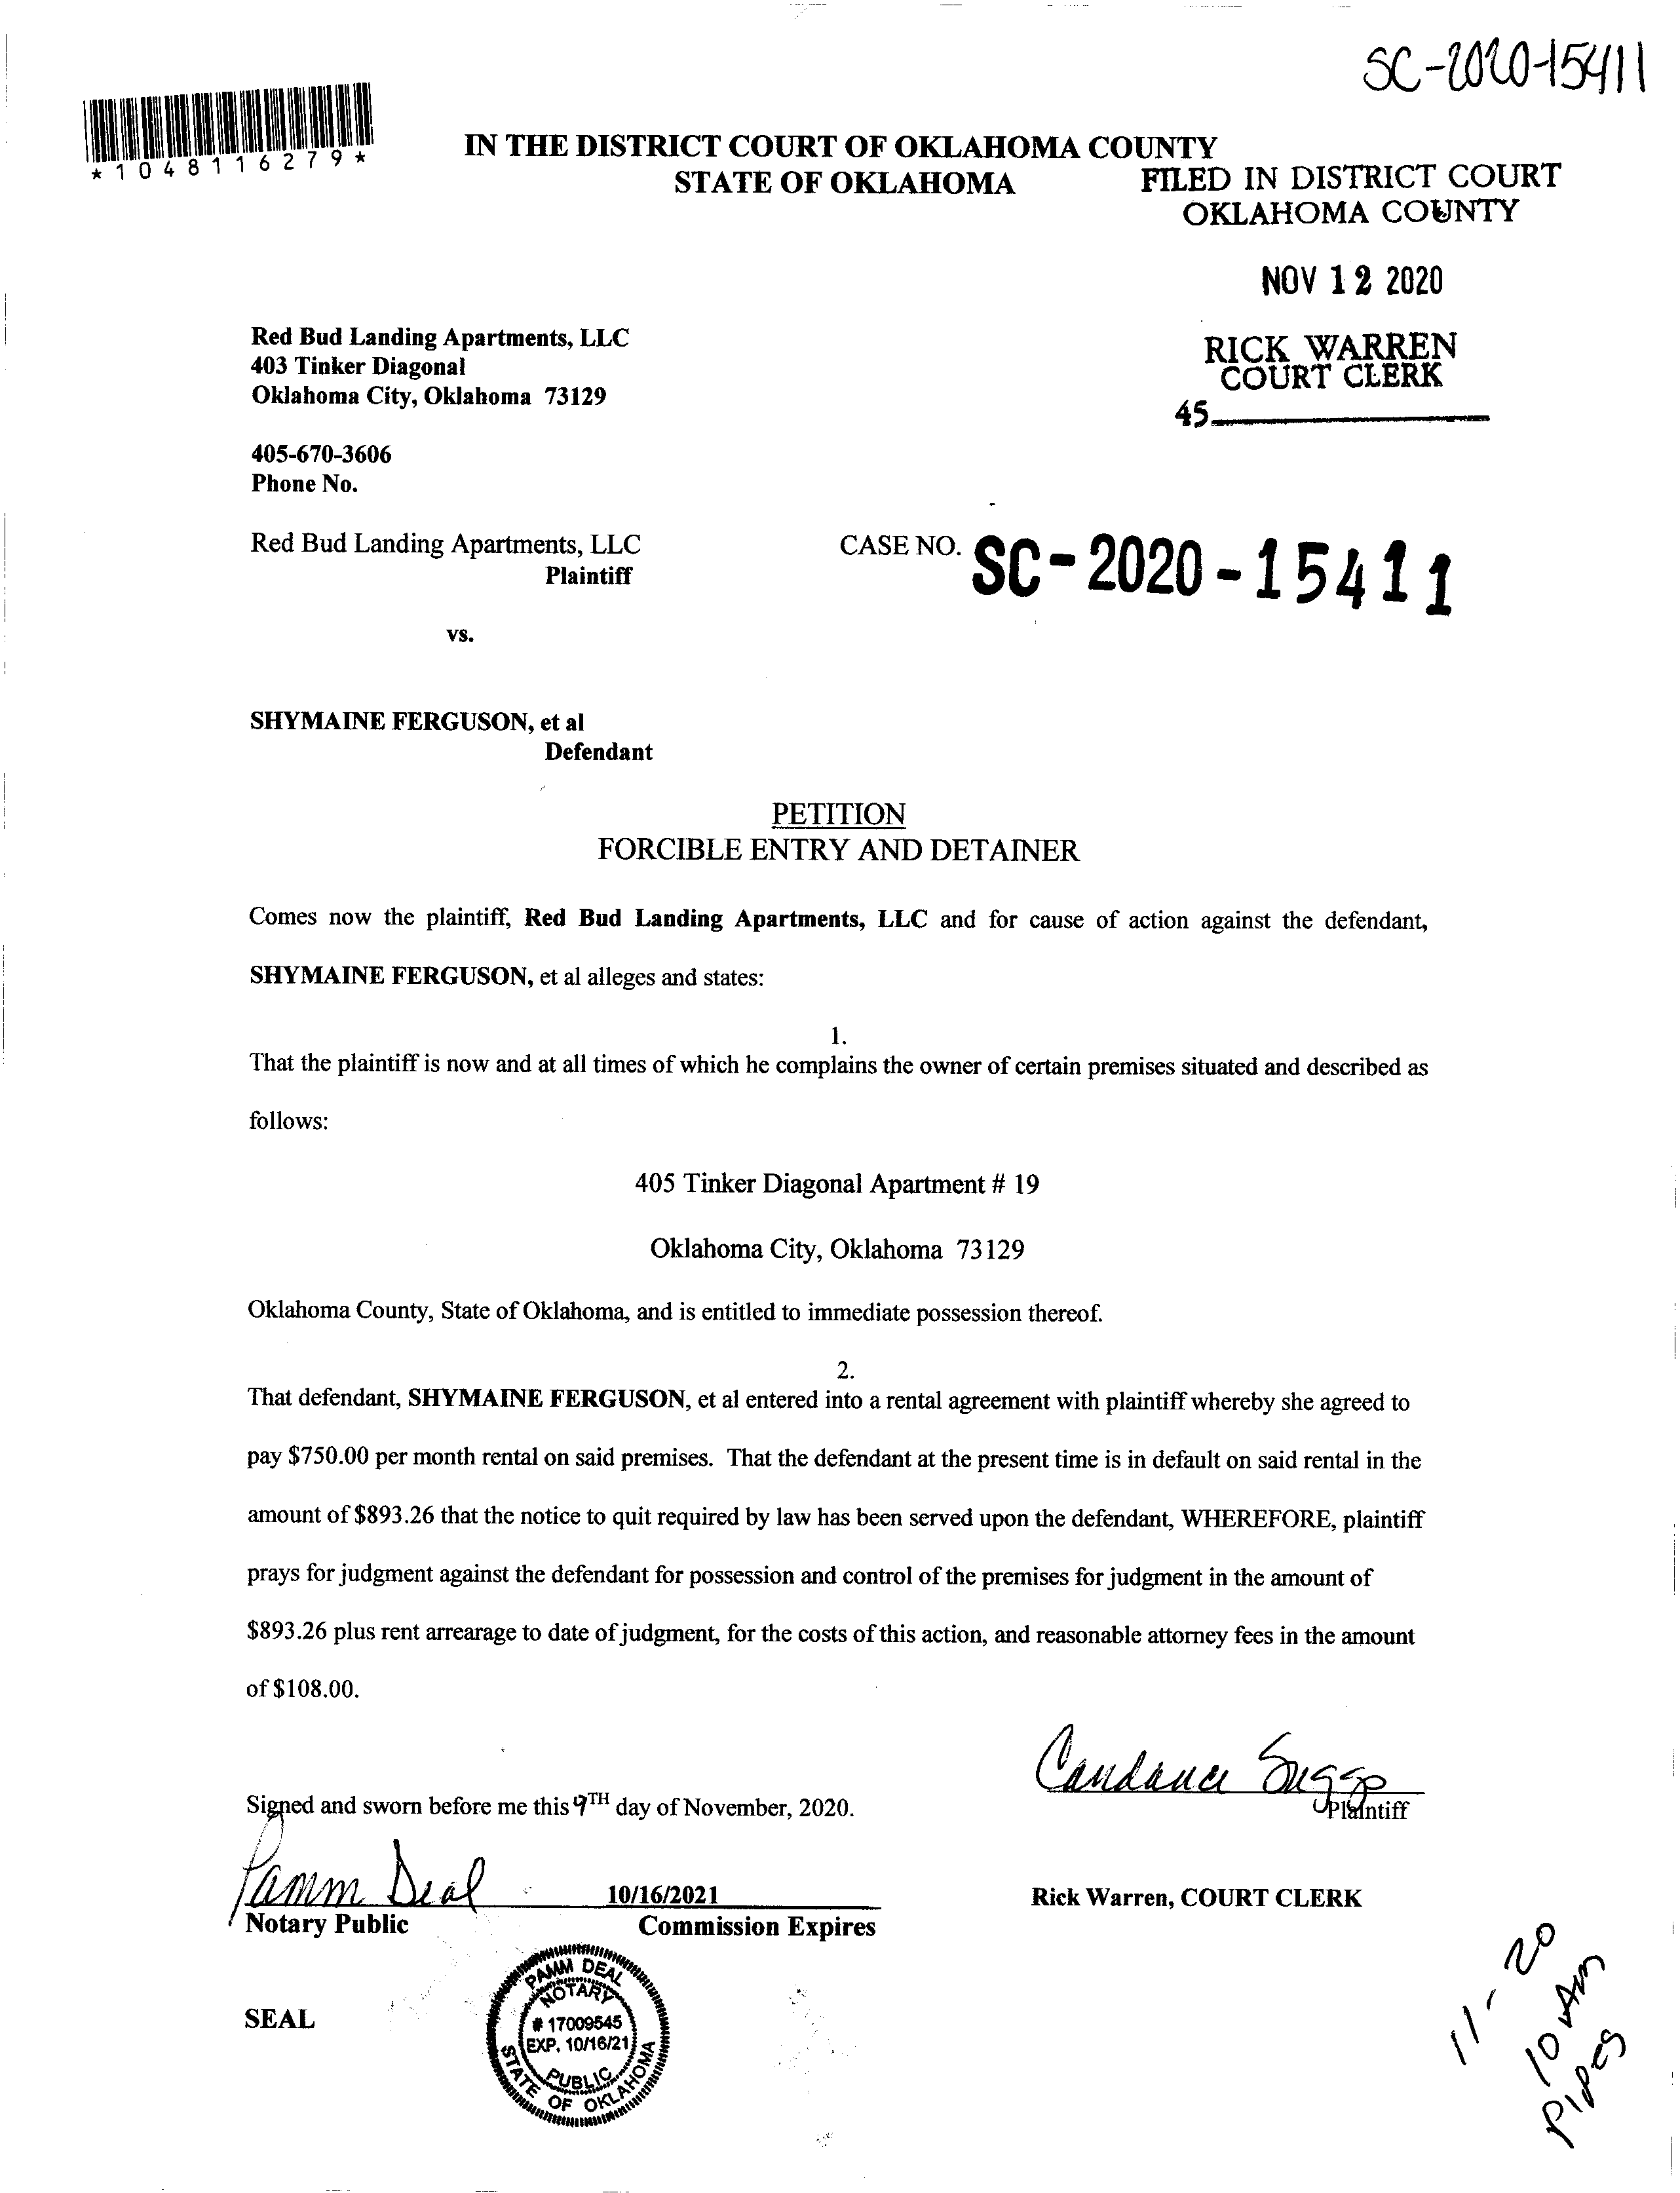 SC-2020-15411
*1048116279*
IN THE DISTRICT COURT OF OKLAHOMA COUNTY
STATE OF OKLAHOMA
FILED IN DISTRICT COURT
OKLAHOMA COUNTY
NOV 12 2020
RICK WARREN
COURT CLERK
45
Red Bud Landing Apartments, LLC
403 Tinker Diagonal
Oklahoma City, Oklahoma 73129
405-670-3606
Phone No.
Red Bud Landing Apartments, LLC
Plaintiff
CASE NO. SC-2020-15411
vs.
SHYMAINE FERGUSON, et al
Defendant
PETITION
FORCIBLE ENTRY AND DETAINER
Comes now the plaintiff, Red Bud Landing Apartments, LLC and for cause of action against the defendant,
SHYMAINE FERGUSON, et al alleges and states:
1.
That the plaintiff is now and at all times of which he complains the owner of certain premises situated and described as
follows:
405 Tinker Diagonal Apartment # 19
Oklahoma City, Oklahoma 73129
Oklahoma County, State of Oklahoma, and is entitled to immediate possession thereof.
2.
That defendant, SHYMAINE FERGUSON, et al entered into a rental agreement with plaintiff whereby she agreed to
pay $750.00 per month rental on said premises. That the defendant at the present time is in default on said rental in the
amount of $893.26 that the notice to quit required by law has been served upon the defendant, WHEREFORE, plaintiff
prays for judgment against the defendant for possession and control of the premises for judgment in the amount of
$893.26 plus rent arrearage to date of judgment, for the costs of this action, and reasonable attorney fees in the amount
of $108.00.
Candance Suggs
Plaintiff
Signed and sworn before me this 9TH day of November, 2020.
Pamm Deal
10/16/2021
Notary Public
Commission Expires
Rick Warren, COURT CLERK
SEAL
PAMM DEAL
NOTARY
# 17009545
EXP. 10/16/21
PUBLIC
STATE OF OKLAHOMA
11-20
10 AM